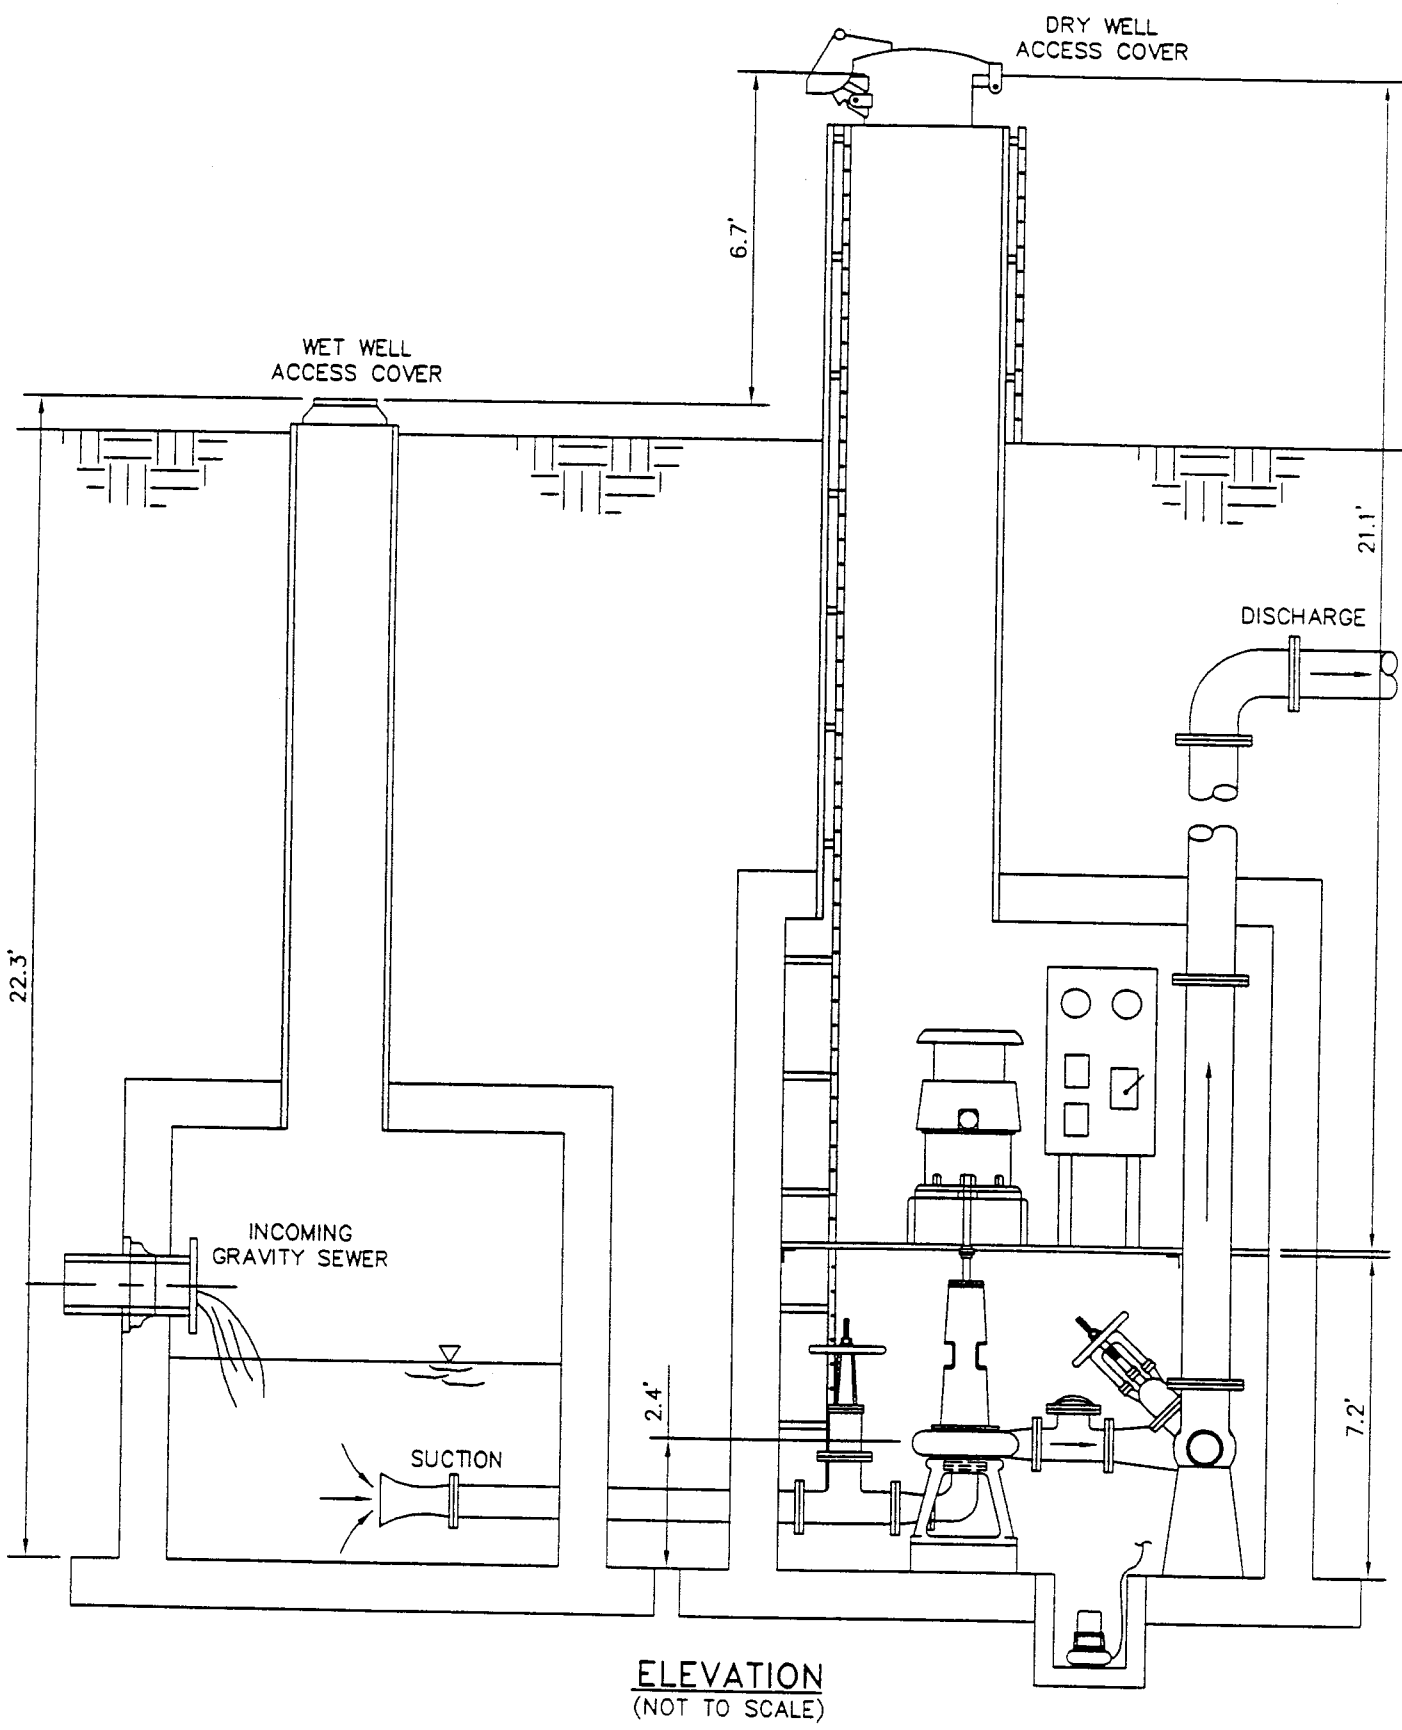 DRY WELL
ACCESS COVER
6.7'
WET WELL
ACCESS COVER
21.1'
DISCHARGE
22.3'
INCOMING
GRAVITY SEWER
2.4'
7.2'
SUCTION
ELEVATION
(NOT TO SCALE)